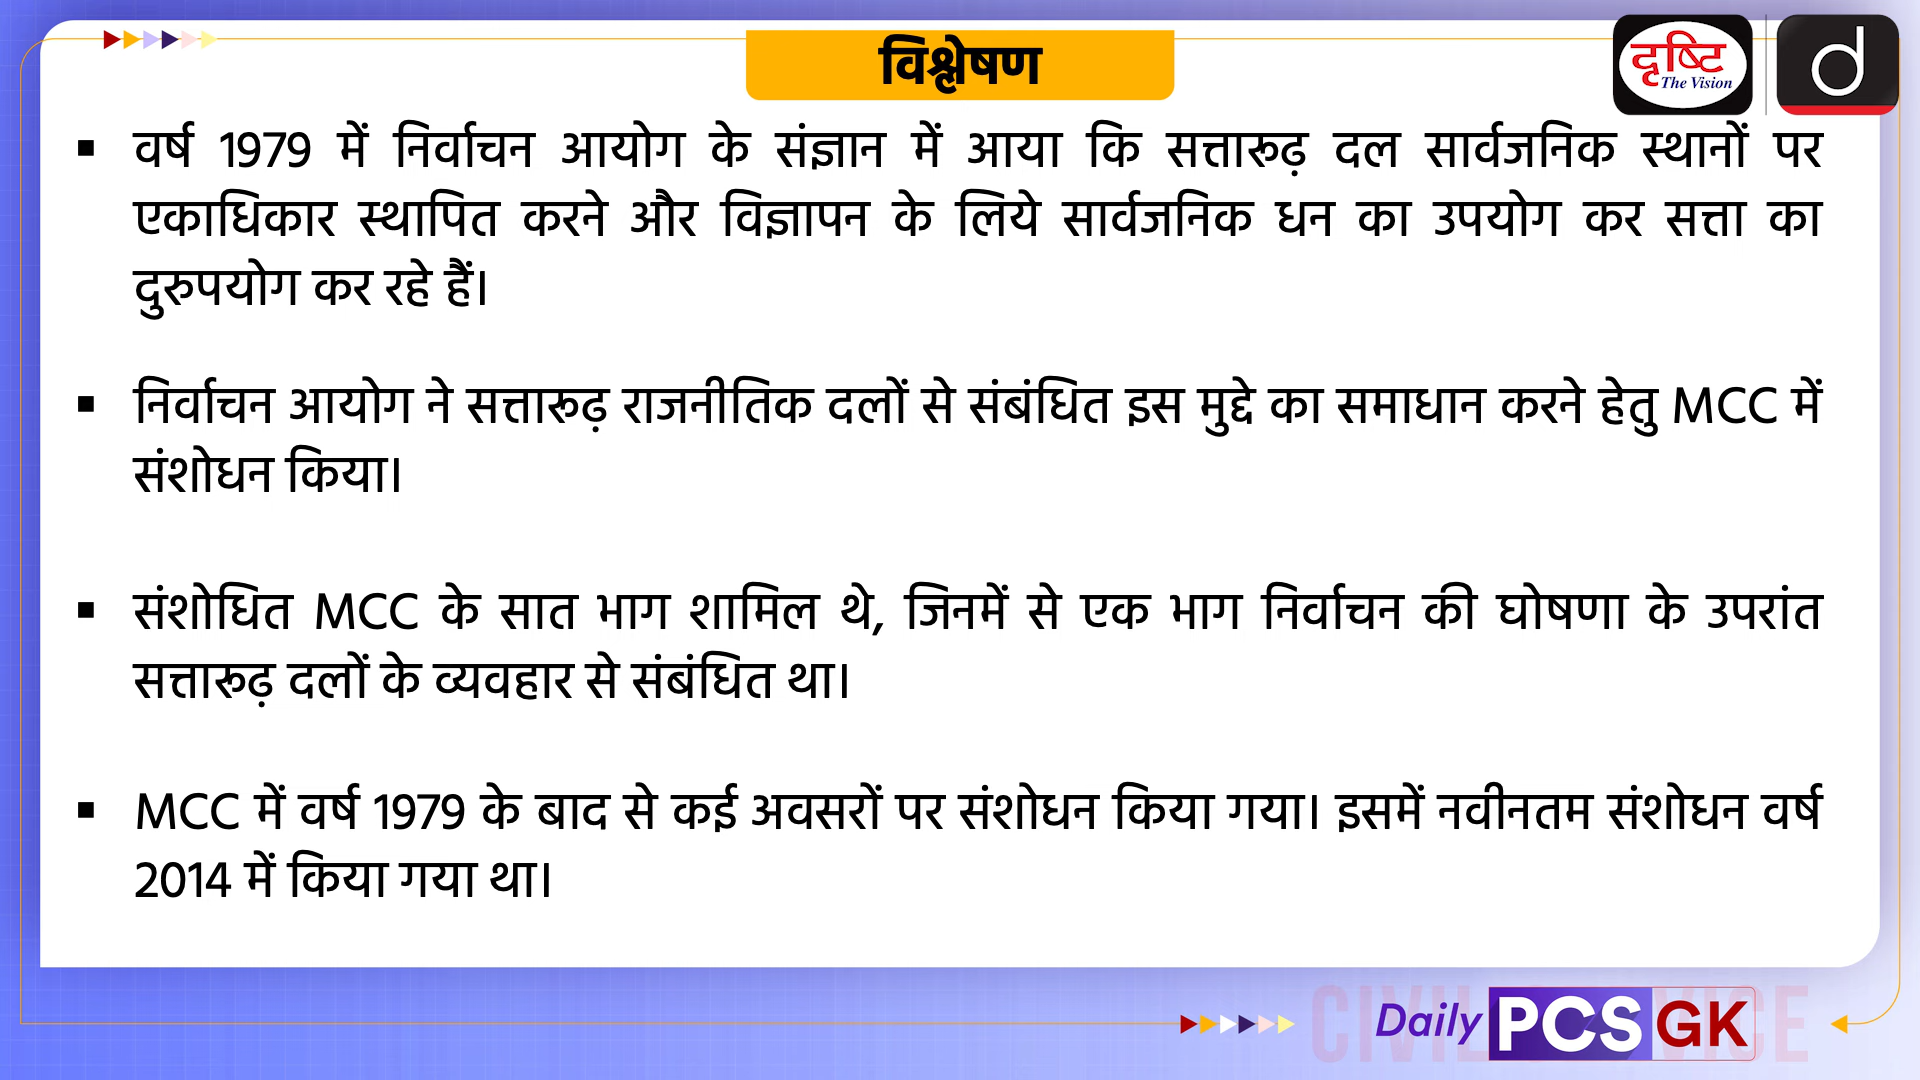 विश्लेषण
दृष्टि
The Vision
d
▪ वर्ष 1979 में निर्वाचन आयोग के संज्ञान में आया कि सत्तारूढ़ दल सार्वजनिक स्थानों पर
एकाधिकार स्थापित करने और विज्ञापन के लिये सार्वजनिक धन का उपयोग कर सत्ता का
दुरुपयोग कर रहे हैं।
▪ निर्वाचन आयोग ने सत्तारूढ़ राजनीतिक दलों से संबंधित इस मुद्दे का समाधान करने हेतु MCC में
संशोधन किया।
▪ संशोधित MCC के सात भाग शामिल थे, जिनमें से एक भाग निर्वाचन की घोषणा के उपरांत
सत्तारूढ़ दलों के व्यवहार से संबंधित था।
▪ MCC में वर्ष 1979 के बाद से कई अवसरों पर संशोधन किया गया। इसमें नवीनतम संशोधन वर्ष
2014 में किया गया था।
Daily PCS GK